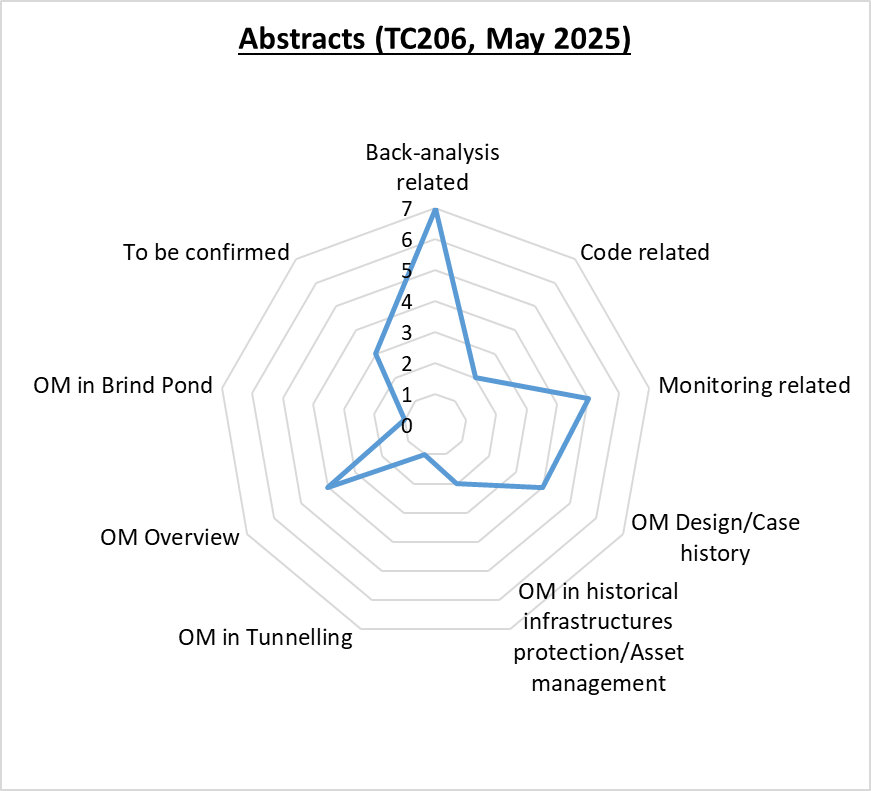 Abstracts (TC206, May 2025)
Back-analysis
related
7
6
5
4
3
2
1
0
Code related
Monitoring related
OM Design/Case
history
OM in historical
infrastructures
protection/Asset
management
OM in Tunnelling
OM Overview
OM in Brind Pond
To be confirmed